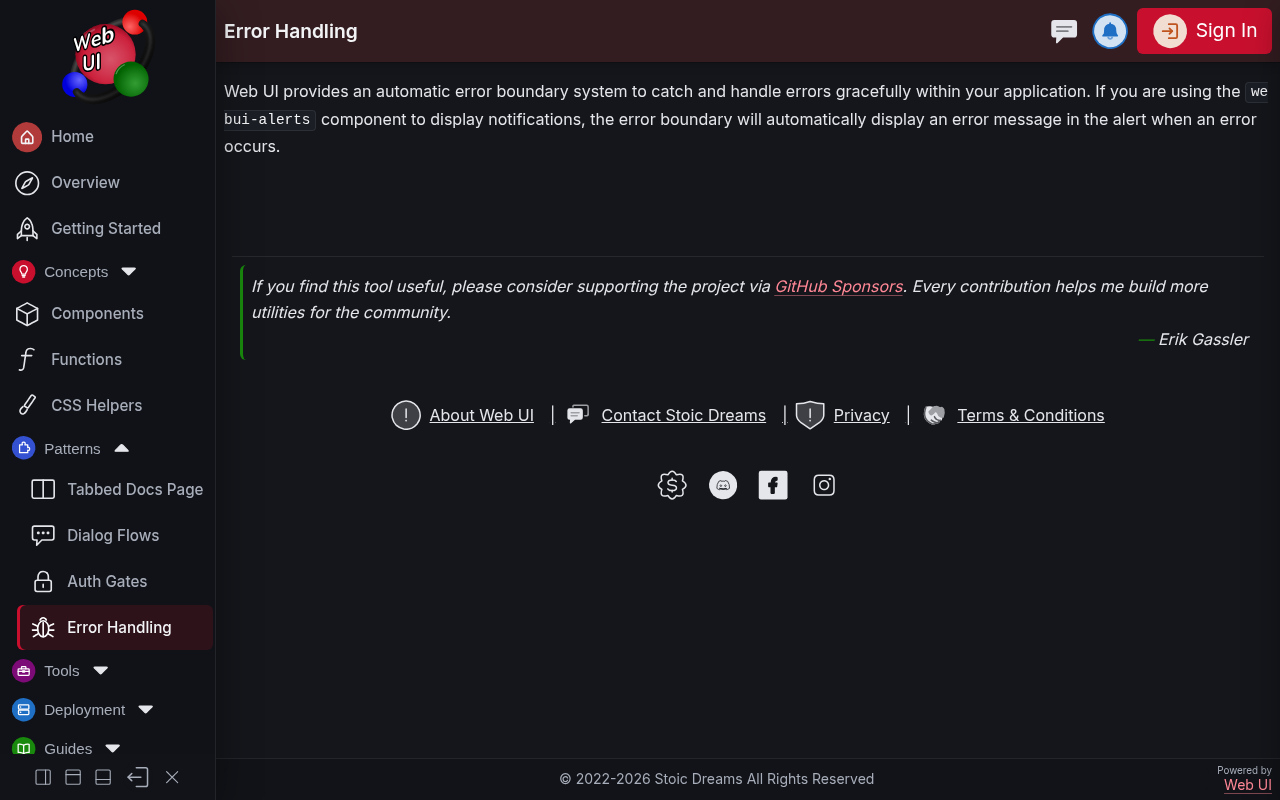 Web
UI
Home
Overview
Getting Started
Concepts
Components
Functions
CSS Helpers
Patterns
Tabbed Docs Page
Dialog Flows
Auth Gates
Error Handling
Tools
Deployment
Guides
Error Handling
Sign In
Web UI provides an automatic error boundary system to catch and handle errors gracefully within your application. If you are using the we
bui-alerts component to display notifications, the error boundary will automatically display an error message in the alert when an error
occurs.
If you find this tool useful, please consider supporting the project via GitHub Sponsors. Every contribution helps me build more
utilities for the community.
— Erik Gassler
About Web UI | Contact Stoic Dreams | Privacy | Terms & Conditions
© 2022-2026 Stoic Dreams All Rights Reserved
Powered by
Web UI